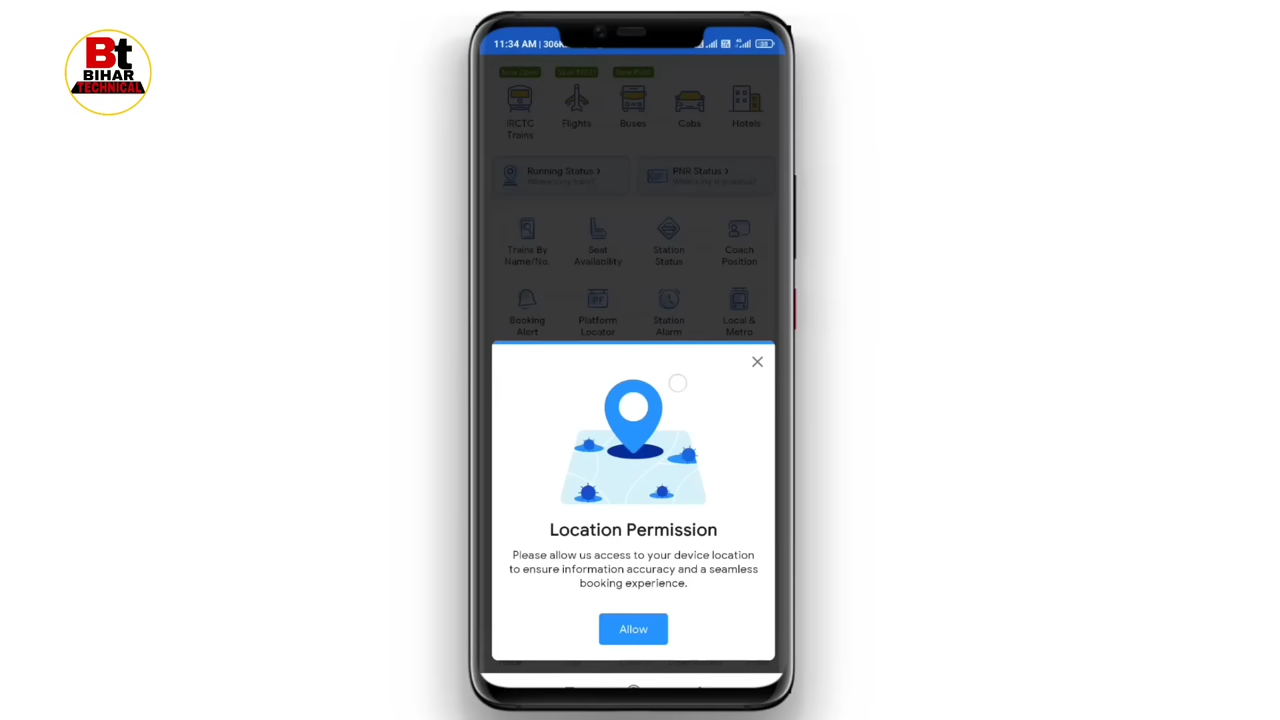 Bt
BIHAR
TECHNICAL
11:34 AM | 306K
IRCTC Trains
Flights
Buses
Cabs
Hotels
Running Status ›
PNR Status ›
Trains By Name/No.
Seat Availability
Station Status
Coach Position
Booking Alert
Platform Locator
Station Alarm
Local & Metro
PF
Location Permission
Please allow us access to your device location
to ensure information accuracy and a seamless
booking experience.
Allow